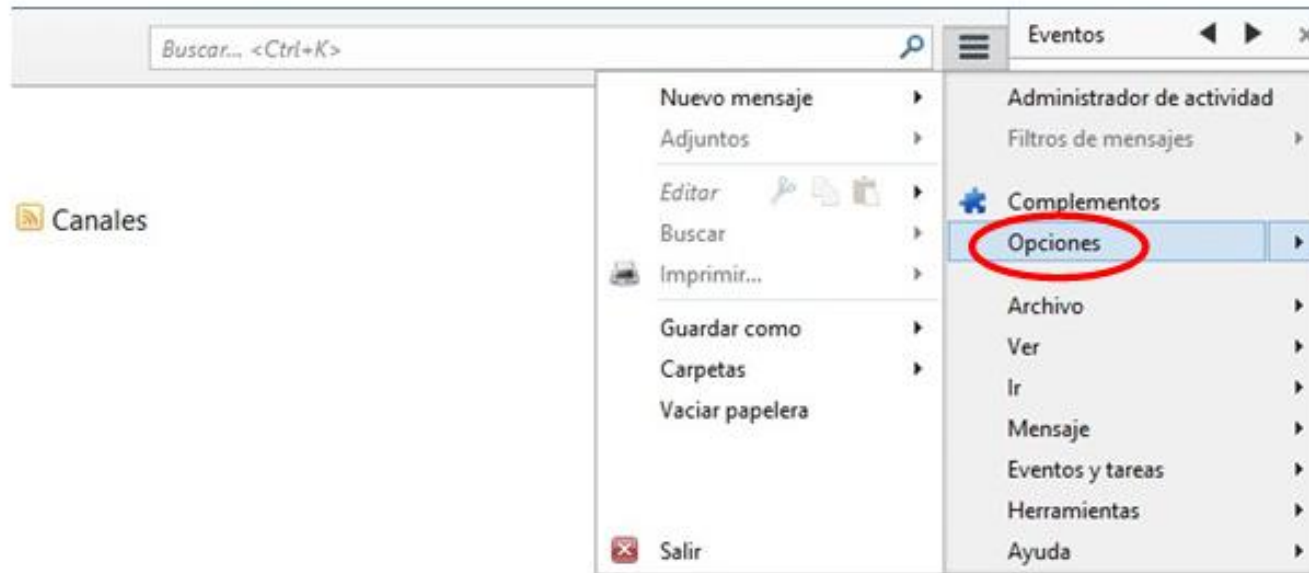 Buscar... <Ctrl+K>
Eventos
Canales
Nuevo mensaje
Adjuntos
Editar
Buscar
Imprimir...
Guardar como
Carpetas
Vaciar papelera
Salir
Administrador de actividad
Filtros de mensajes
Complementos
Opciones
Archivo
Ver
Ir
Mensaje
Eventos y tareas
Herramientas
Ayuda